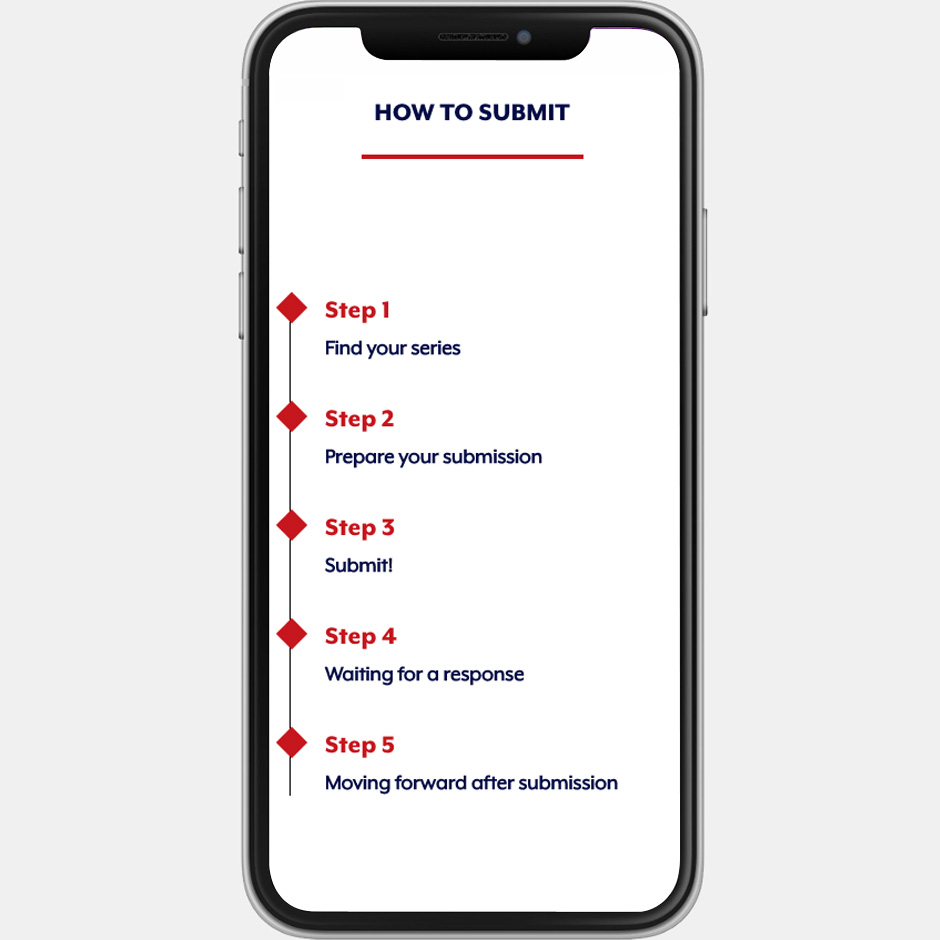 HOW TO SUBMIT
Step 1
Find your series
Step 2
Prepare your submission
Step 3
Submit!
Step 4
Waiting for a response
Step 5
Moving forward after submission